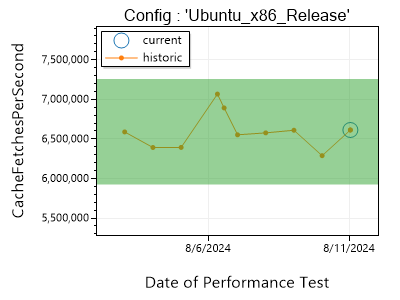 Config : 'Ubuntu_x86_Release'
current
historic
CacheFetchesPerSecond
7,500,000
7,000,000
6,500,000
6,000,000
5,500,000
8/6/2024
8/11/2024
Date of Performance Test